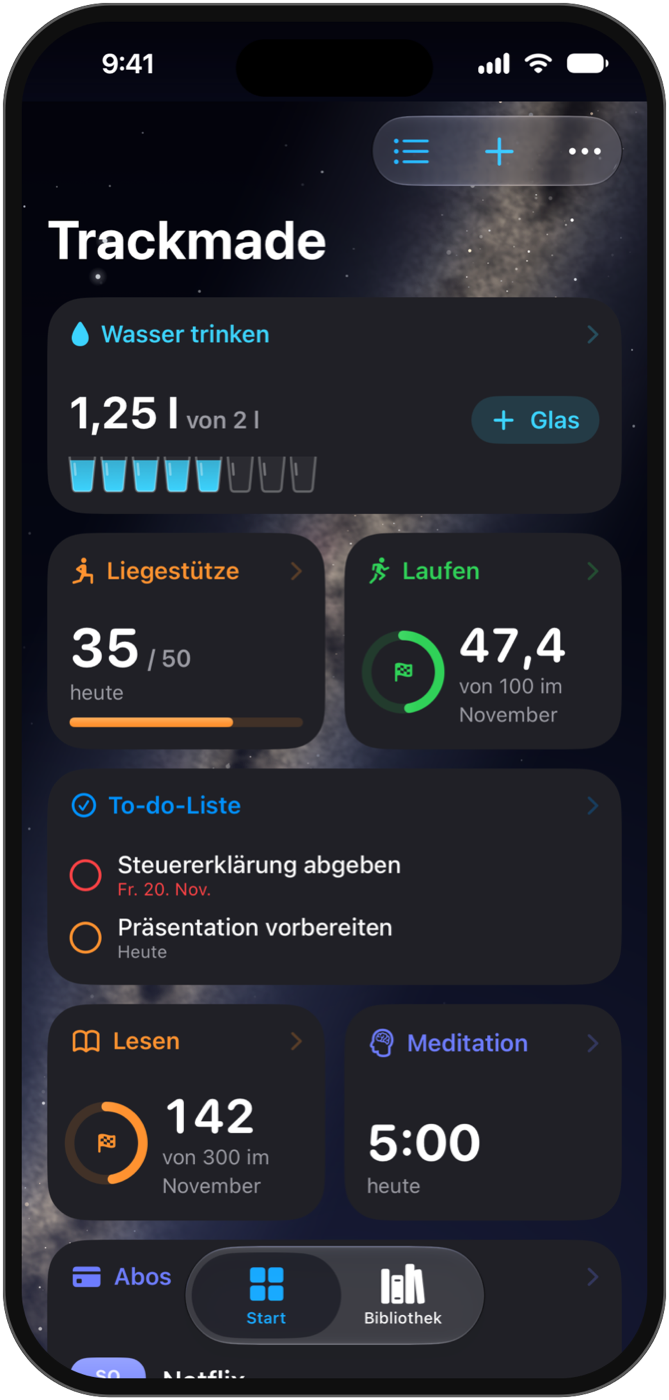 9:41
Trackmade
Wasser trinken
1,25 l von 2 l
+ Glas
Liegestütze
35 / 50
heute
Laufen
47,4
von 100 im
November
To-do-Liste
Steuererklärung abgeben
Fr. 20. Nov.
Präsentation vorbereiten
Heute
Lesen
142
von 300 im
November
Meditation
5:00
heute
Abos
Start
Bibliothek
SO
Netflix